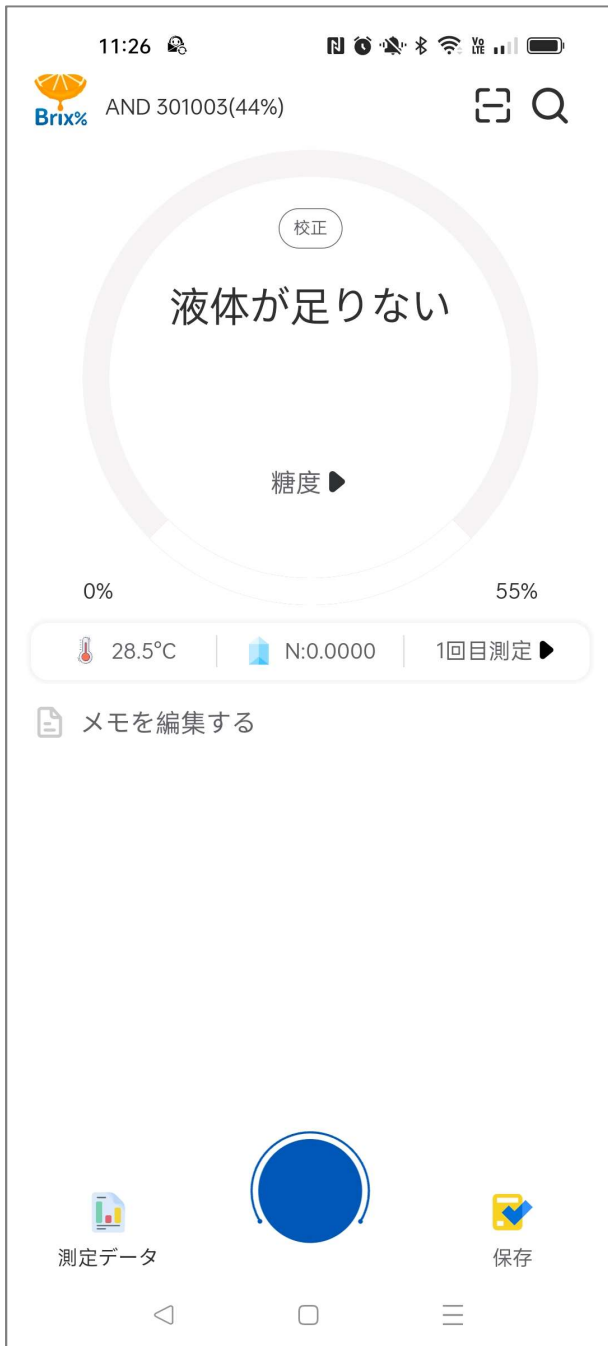 11:26
Vo LTE
Brix%
AND 301003(44%)
校正
液体が足りない
糖度
0%
55%
28.5°C
N:0.0000
1回目測定
メモを編集する
測定データ
保存